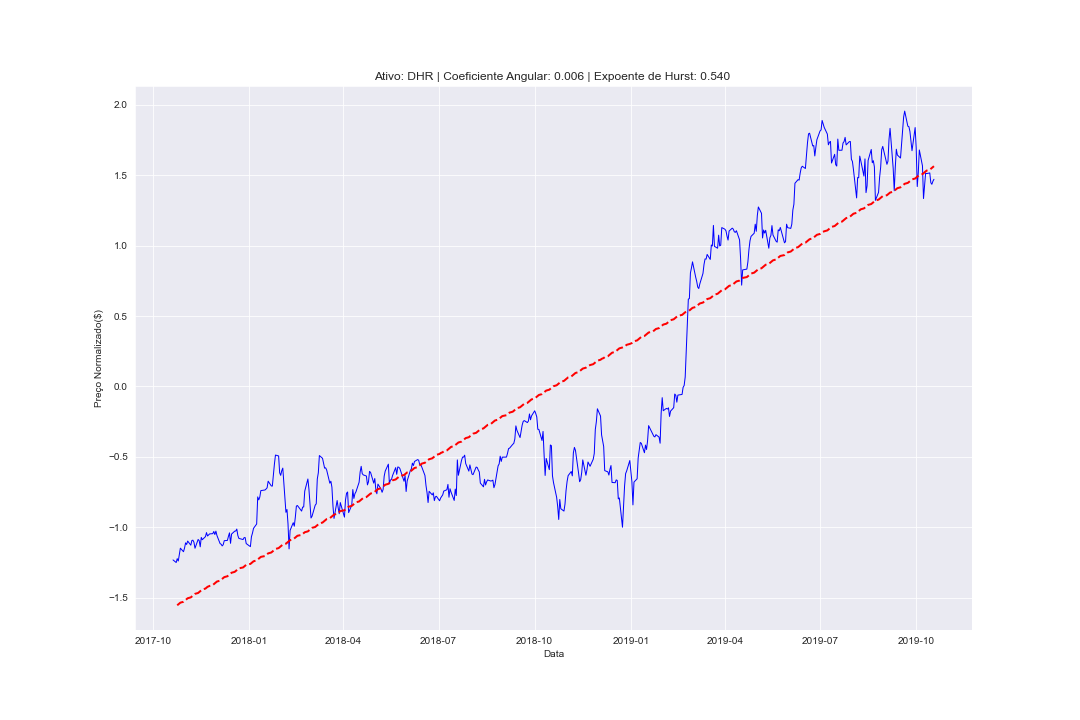 Ativo: DHR | Coeficiente Angular: 0.006 | Expoente de Hurst: 0.540
2.0
1.5
1.0
0.5
0.0
−0.5
−1.0
−1.5
Preço Normalizado($)
2017-10 2018-01 2018-04 2018-07 2018-10 2019-01 2019-04 2019-07 2019-10
Data